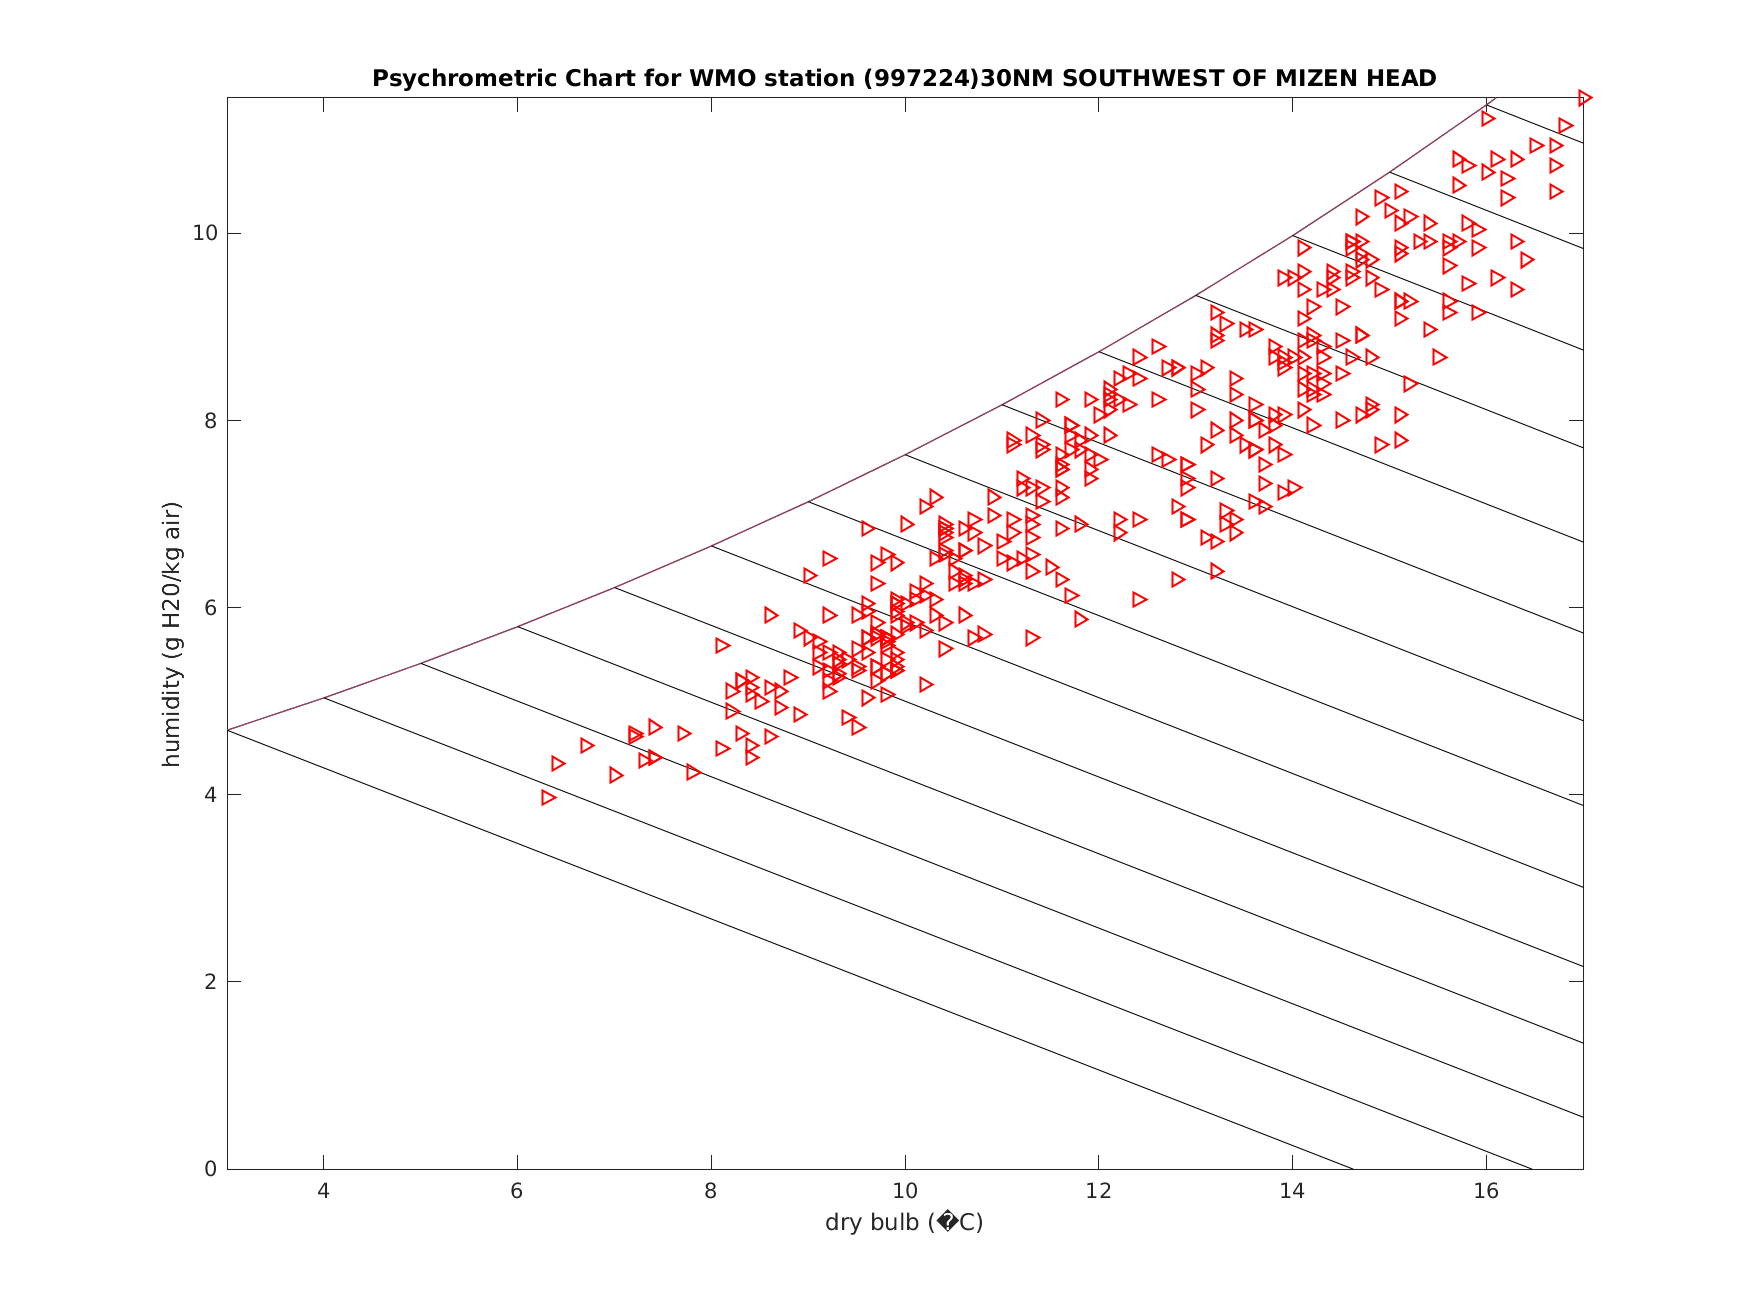 Psychrometric Chart for WMO station (997224)30NM SOUTHWEST OF MIZEN HEAD
10
8
6
4
2
0
humidity (g H20/kg air)
4 6 8 10 12 14 16
dry bulb (�C)